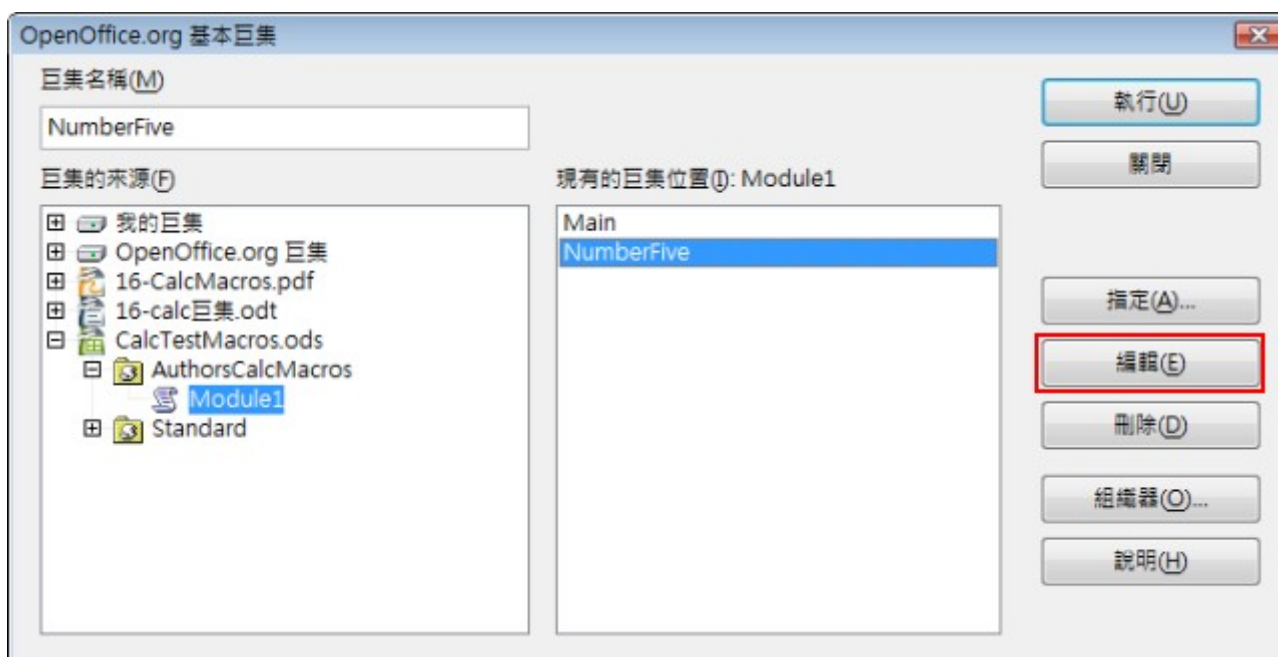 OpenOffice.org 基本巨集
巨集名稱(M)
NumberFive
巨集的來源(F)
我的巨集
OpenOffice.org 巨集
16-CalcMacros.pdf
16-calc巨集.odt
CalcTestMacros.ods
AuthorsCalcMacros
Module1
Standard
現有的巨集位置(I): Module1
Main
NumberFive
執行(U)
關閉
指定(A)...
編輯(E)
刪除(D)
組織器(O)...
說明(H)